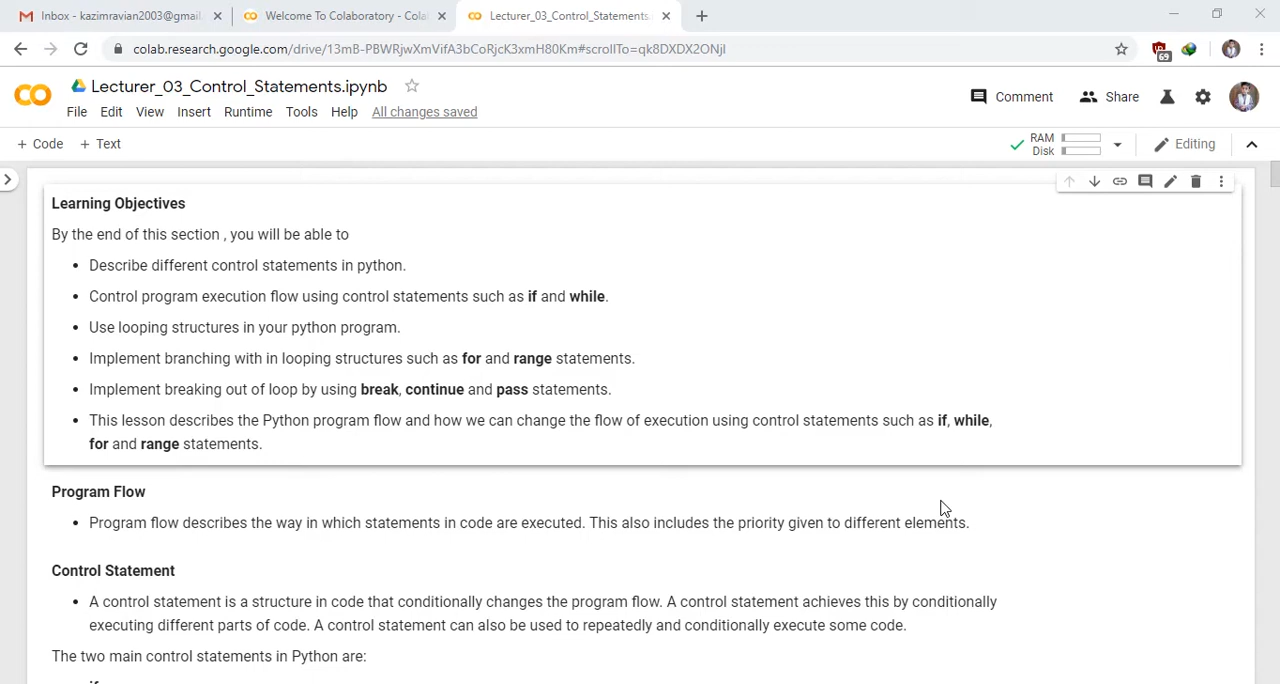 Inbox - kazimravian2003@gmail.
Welcome To Colaboratory - Cola
Lecturer_03_Control_Statements.
colab.research.google.com/drive/13mB-PBWRjwXmVifA3bCoRjcK3xmH80Km#scrollTo=qk8DXDX2ONjI
69
Lecturer_03_Control_Statements.ipynb
Comment
Share
File Edit View Insert Runtime Tools Help All changes saved
+ Code + Text
RAM
Disk
Editing
Learning Objectives
By the end of this section , you will be able to
• Describe different control statements in python.
• Control program execution flow using control statements such as if and while.
• Use looping structures in your python program.
• Implement branching with in looping structures such as for and range statements.
• Implement breaking out of loop by using break, continue and pass statements.
• This lesson describes the Python program flow and how we can change the flow of execution using control statements such as if, while,
for and range statements.
Program Flow
• Program flow describes the way in which statements in code are executed. This also includes the priority given to different elements.
Control Statement
• A control statement is a structure in code that conditionally changes the program flow. A control statement achieves this by conditionally
executing different parts of code. A control statement can also be used to repeatedly and conditionally execute some code.
The two main control statements in Python are:
if